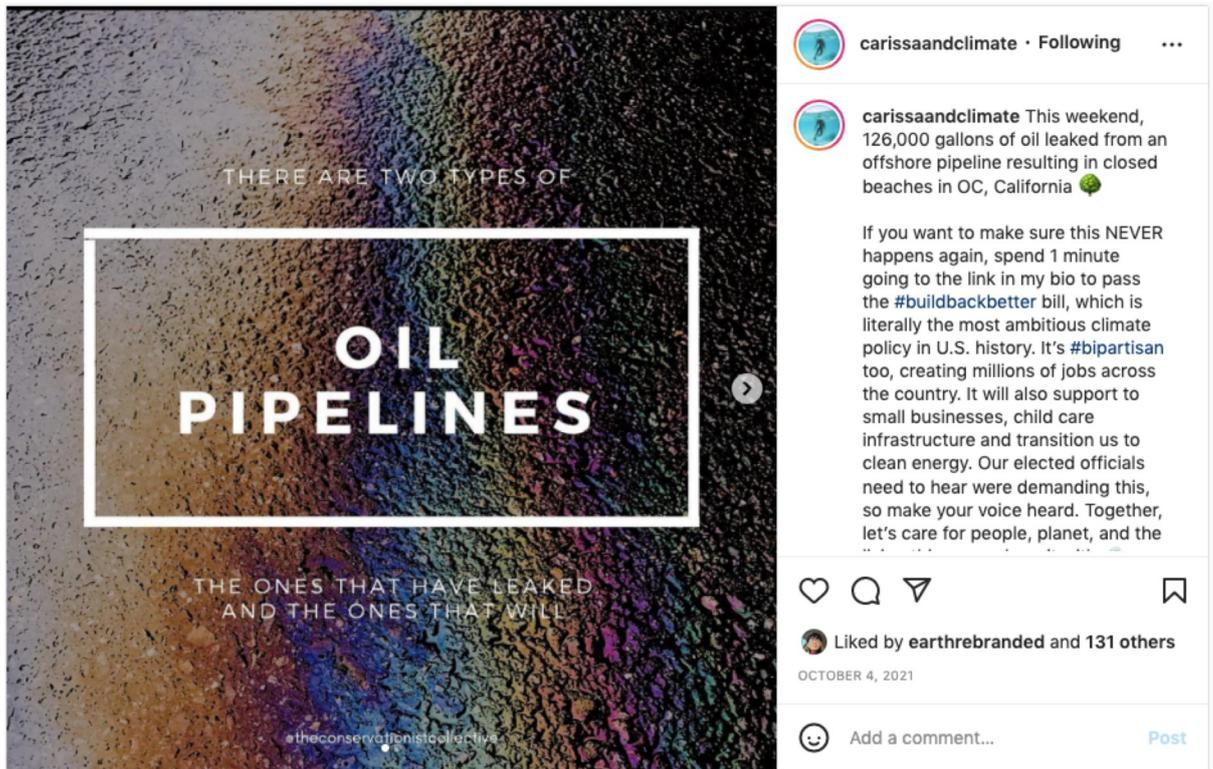 THERE ARE TWO TYPES OF
OIL
PIPELINES
THE ONES THAT HAVE LEAKED
AND THE ONES THAT WILL
@theconservationistcollective
carissaandclimate • Following
carissaandclimate This weekend,
126,000 gallons of oil leaked from an
offshore pipeline resulting in closed
beaches in OC, California 🌳
If you want to make sure this NEVER
happens again, spend 1 minute
going to the link in my bio to pass
the #buildbackbetter bill, which is
literally the most ambitious climate
policy in U.S. history. It’s #bipartisan
too, creating millions of jobs across
the country. It will also support to
small businesses, child care
infrastructure and transition us to
clean energy. Our elected officials
need to hear were demanding this,
so make your voice heard. Together,
let’s care for people, planet, and the
Liked by earthrebranded and 131 others
OCTOBER 4, 2021
Add a comment...
Post